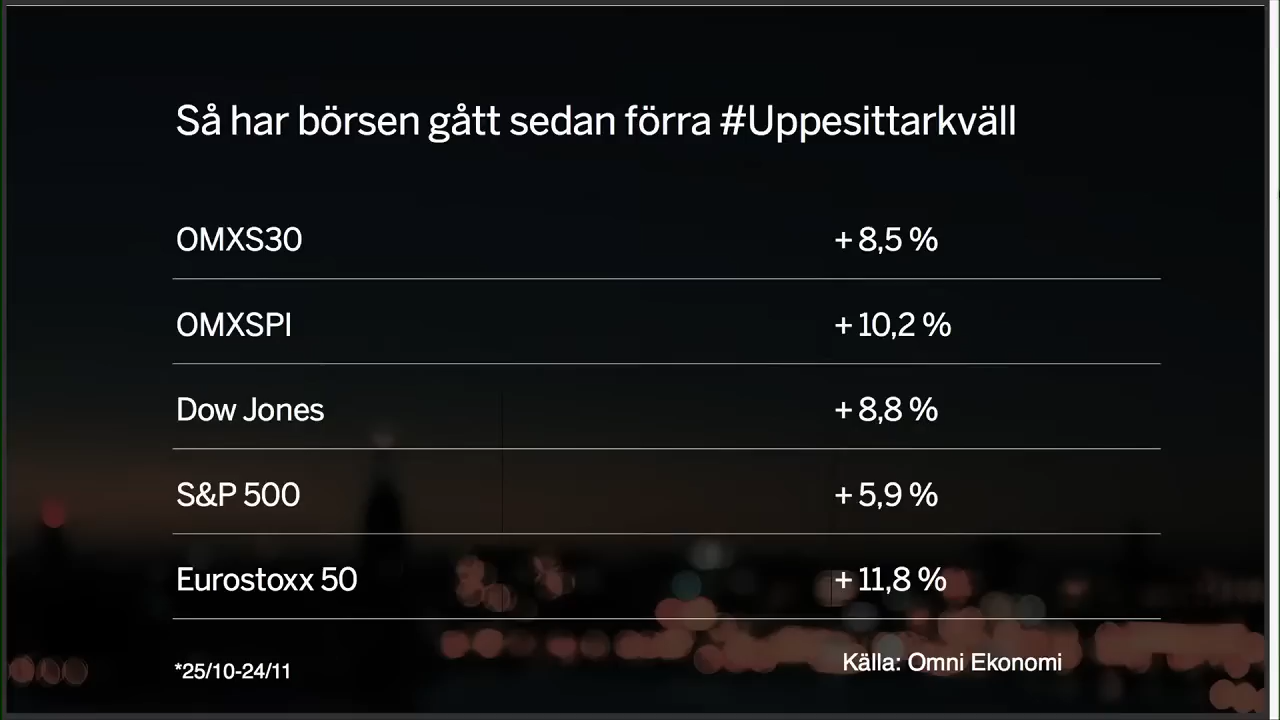 Så har börsen gått sedan förra #Uppesittarkväll
OMXS30 + 8,5 %
OMXSPI + 10,2 %
Dow Jones + 8,8 %
S&P 500 + 5,9 %
Eurostoxx 50 + 11,8 %
*25/10-24/11
Källa: Omni Ekonomi